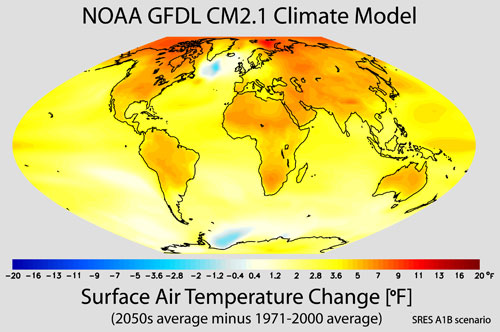 NOAA GFDL CM2.1 Climate Model
−20 −16 −13 −10 −9 −7 −5 −3.6 −2.8 −2 −1.2 −0.4 0.4 1.2 2 2.8 3.6 5 7 9 11 13 16 20 °F
Surface Air Temperature Change [ºF]
(2050s average minus 1971-2000 average)
SRES A1B scenario